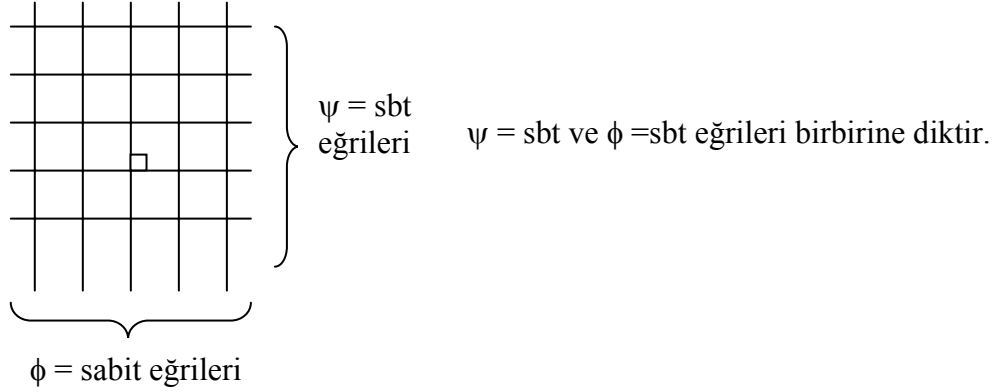 ψ = sbt
eğrileri
ψ = sbt ve ϕ =sbt eğrileri birbirine diktir.
ϕ = sabit eğrileri